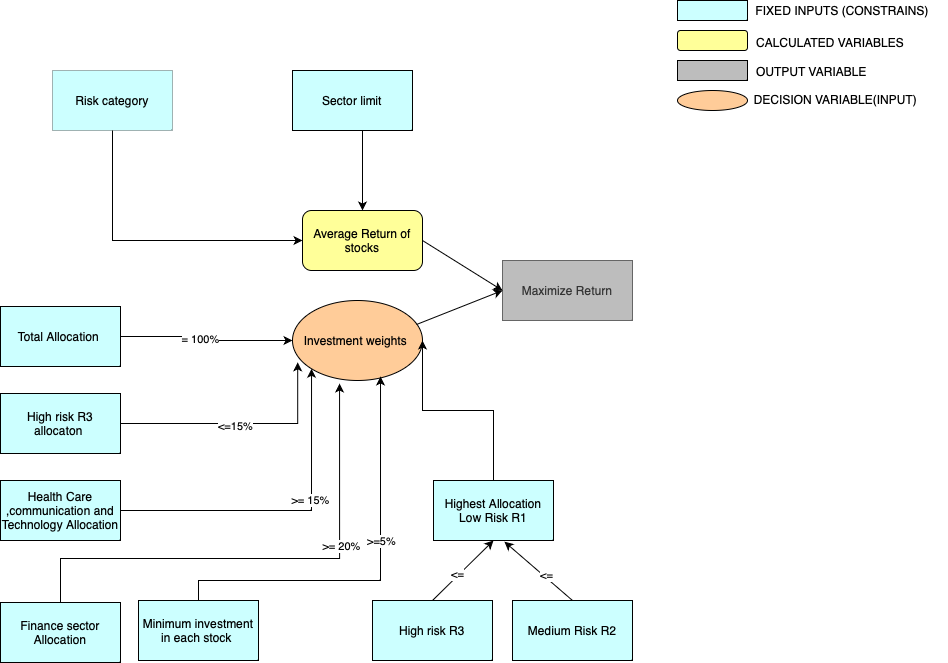 FIXED INPUTS (CONSTRAINS)
CALCULATED VARIABLES
OUTPUT VARIABLE
DECISION VARIABLE(INPUT)
Risk category
Sector limit
Average Return of
stocks
Maximize Return
Total Allocation
= 100%
Investment weights
High risk R3
allocaton
<=15%
Health Care
,communication and
Technology Allocation
>= 15%
Highest Allocation
Low Risk R1
>= 20%
>=5%
<=
<=
Finance sector
Allocation
Minimum investment
in each stock
High risk R3
Medium Risk R2